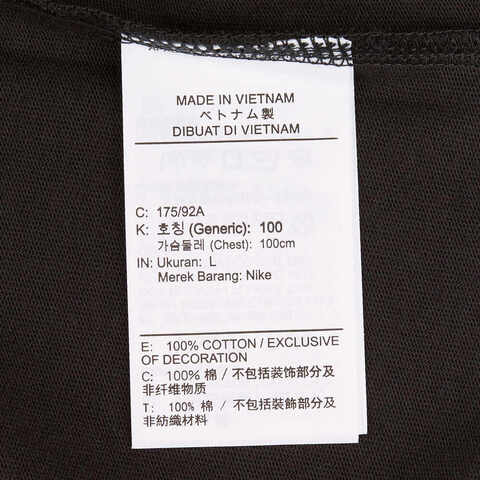 MADE IN VIETNAM
ベトナム製
DIBUAT DI VIETNAM
C: 175/92A
K: 호칭 (Generic): 100
가슴둘레 (Chest): 100cm
IN: Ukuran: L
Merek Barang: Nike
E: 100% COTTON / EXCLUSIVE
OF DECORATION
C: 100% 棉 / 不包括装饰部分及
非纤维物质
T: 100% 棉 / 不包括裝飾部分及
非紡織材料